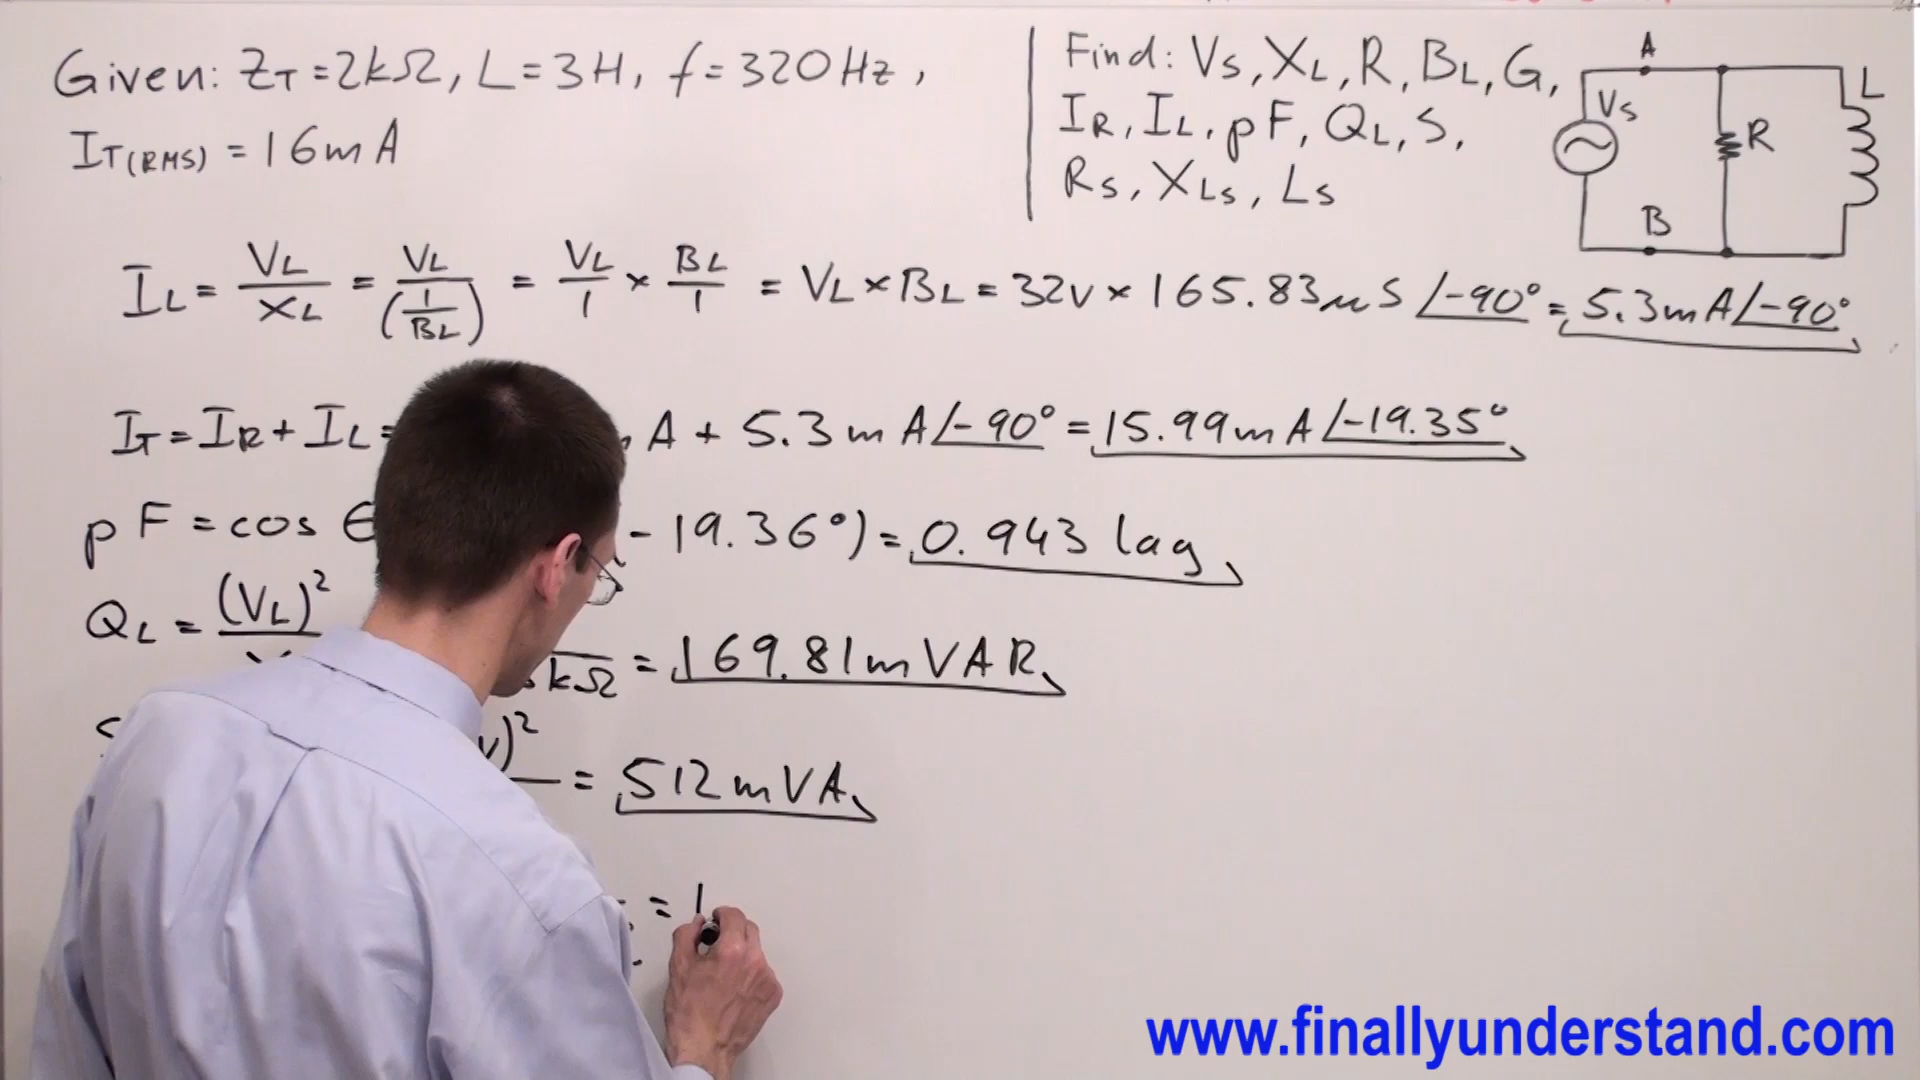 Given: ZT = 2kΩ, L = 3H, f = 320Hz,
IT(RMS) = 16mA
Find: Vs, XL, R, BL, G,
IR, IL, pF, QL, S,
Rs, XLs, Ls
A
Vs
R
L
B
IL = VL/XL = VL/(1/BL) = VL/1 × BL/1 = VL × BL = 32v × 165.83μS ∠-90° = 5.3mA∠-90°
IT = IR + IL = A + 5.3mA∠-90° = 15.99mA∠-19.35°
pF = cos -19.36°) = 0.943 lag
QL = (VL)² kΩ = 169.81mVAR
S )² = 512mVA
=
www.finallyunderstand.com